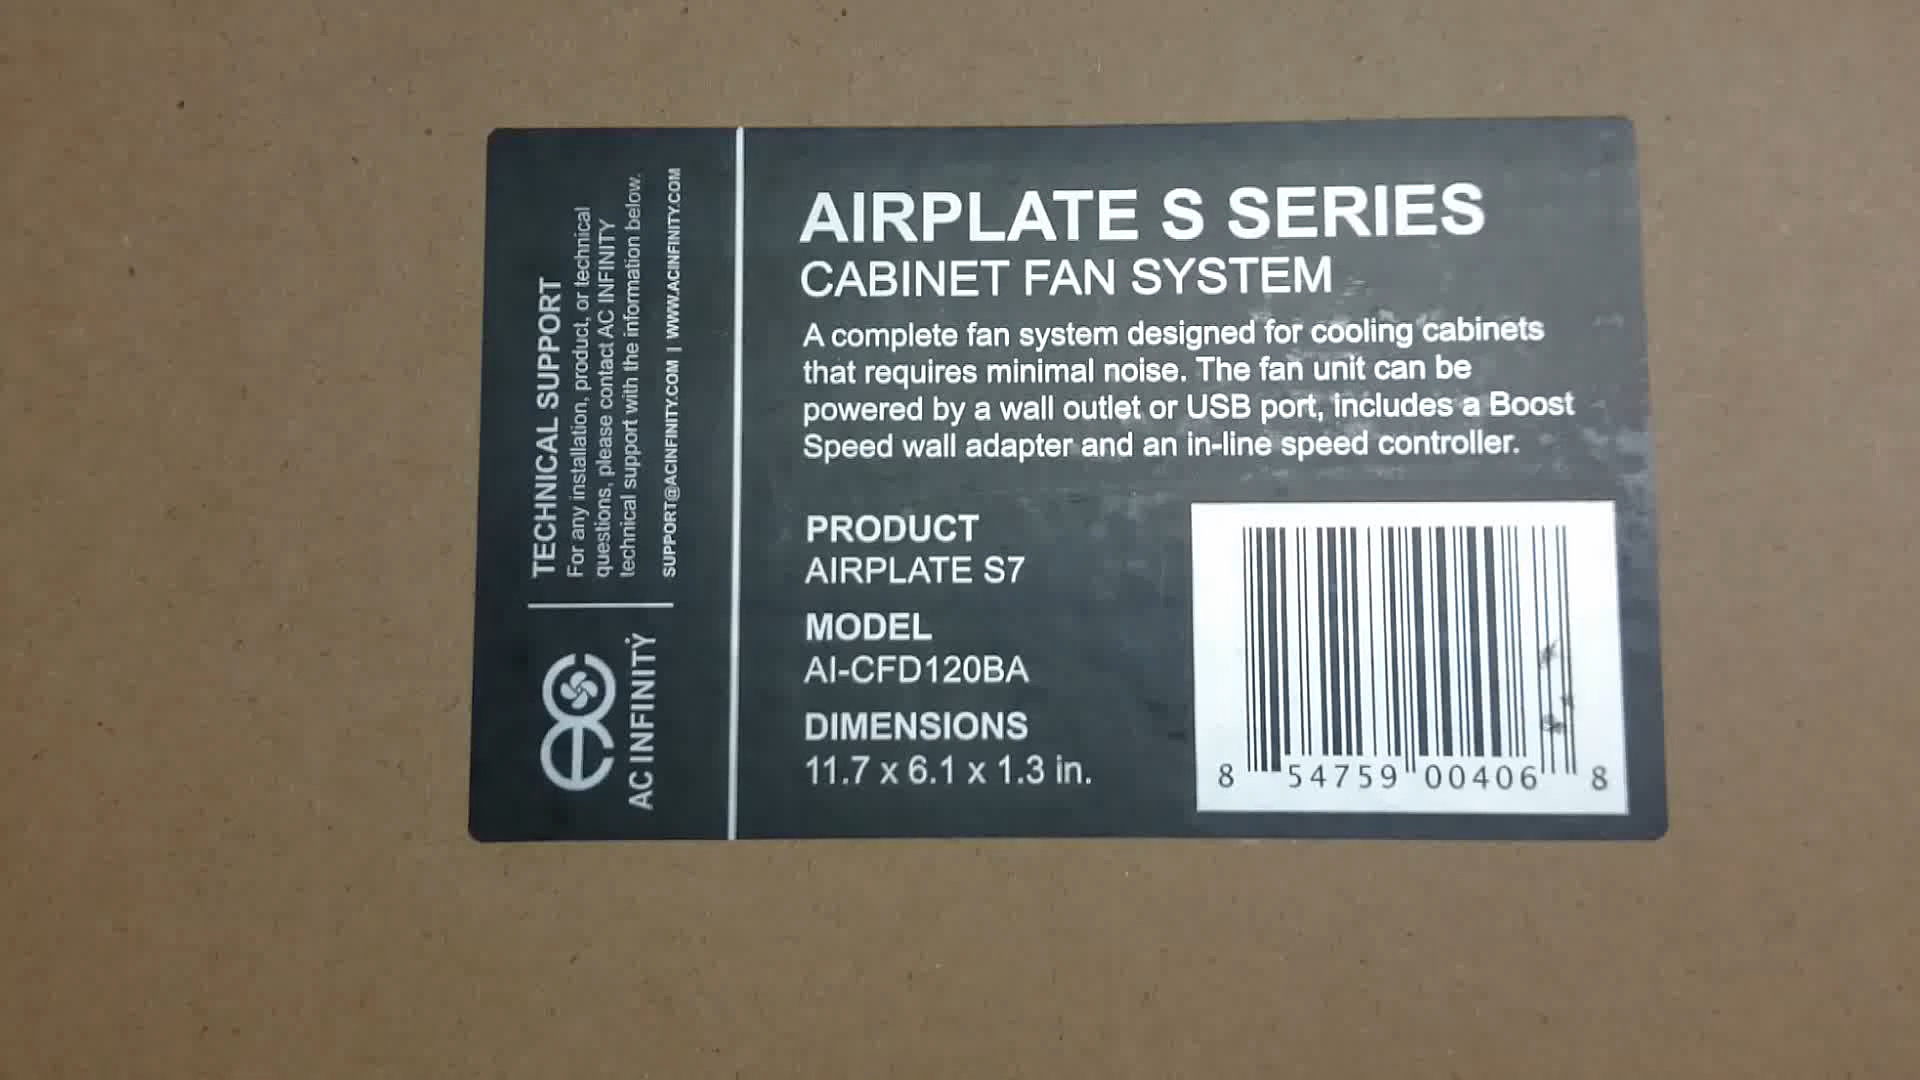 AIRPLATE S SERIES
CABINET FAN SYSTEM
A complete fan system designed for cooling cabinets
that requires minimal noise. The fan unit can be
powered by a wall outlet or USB port, includes a Boost
Speed wall adapter and an in-line speed controller.
PRODUCT
AIRPLATE S7
MODEL
AI-CFD120BA
DIMENSIONS
11.7 x 6.1 x 1.3 in.
8 54759 00406 8
TECHNICAL SUPPORT
For any installation, product, or technical
questions, please contact AC INFINITY
technical support with the information below.
SUPPORT@ACINFINITY.COM | WWW.ACINFINITY.COM
AC INFINITY